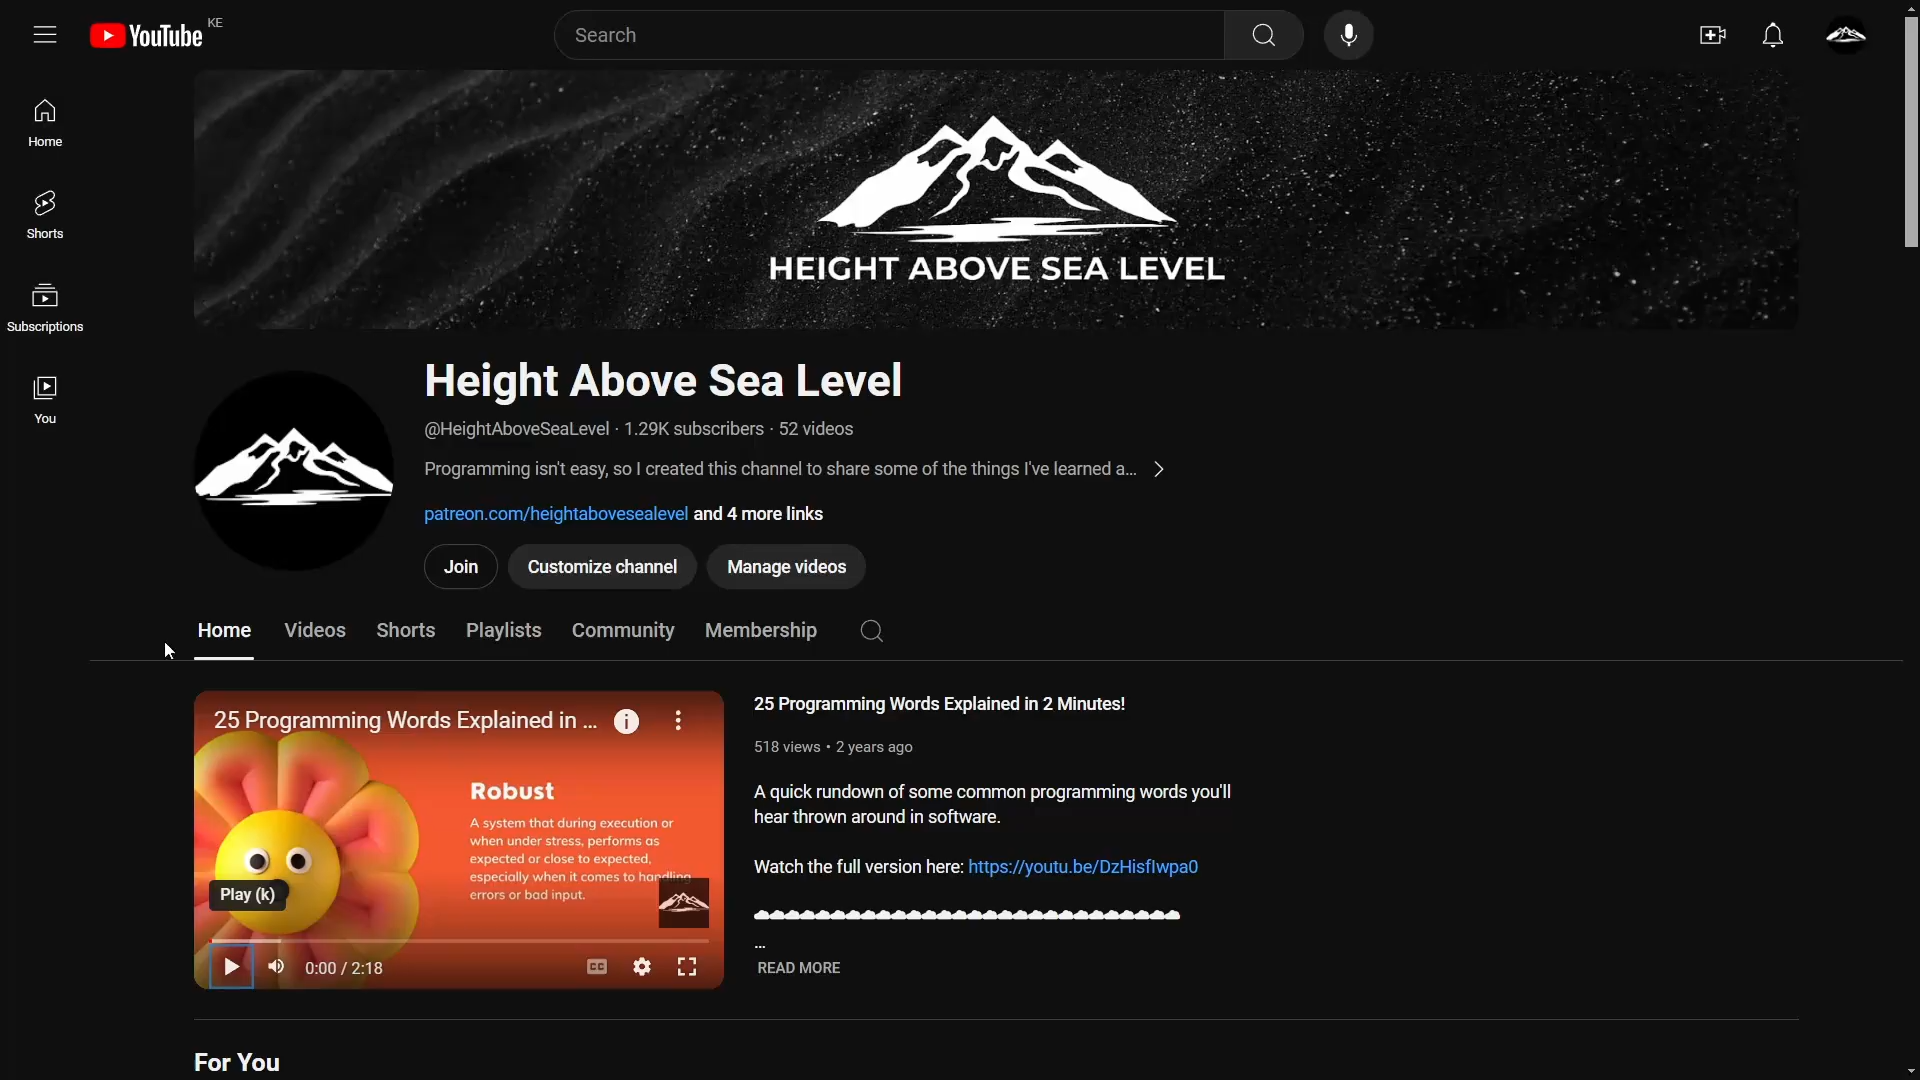 YouTube KE
Search
Home
Shorts
Subscriptions
You
HEIGHT ABOVE SEA LEVEL
Height Above Sea Level
@HeightAboveSeaLevel · 1.29K subscribers · 52 videos
Programming isn't easy, so I created this channel to share some of the things I've learned a...
patreon.com/heightabovesealevel and 4 more links
Join
Customize channel
Manage videos
Home
Videos
Shorts
Playlists
Community
Membership
25 Programming Words Explained in ...
Robust
A system that during execution or
when under stress, performs as
expected or close to expected,
especially when it comes to handling
errors or bad input.
Play (k)
0:00 / 2:18
CC
25 Programming Words Explained in 2 Minutes!
518 views • 2 years ago
A quick rundown of some common programming words you'll
hear thrown around in software.
Watch the full version here: https://youtu.be/DzHisflwpa0
...
READ MORE
For You